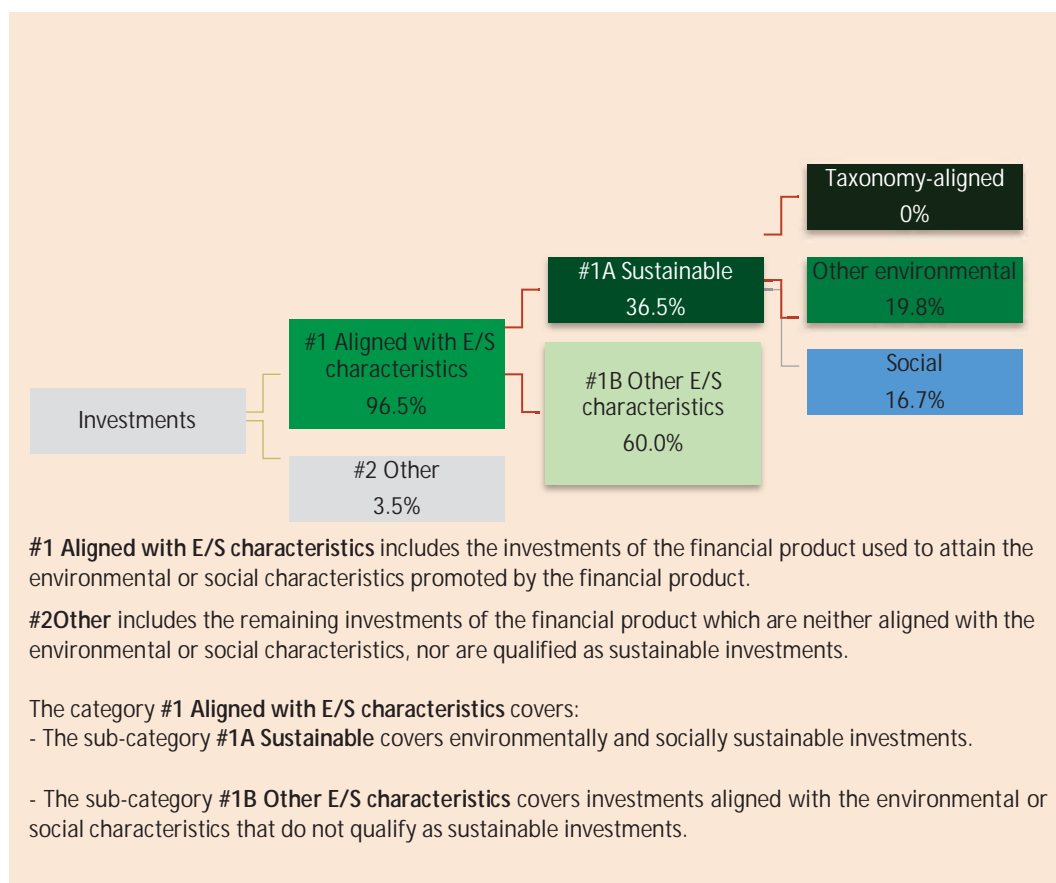 Taxonomy-aligned
0%
#1A Sustainable
36.5%
Other environmental
19.8%
#1 Aligned with E/S
characteristics
96.5%
#1B Other E/S
characteristics
60.0%
Social
16.7%
Investments
#2 Other
3.5%
#1 Aligned with E/S characteristics includes the investments of the financial product used to attain the
environmental or social characteristics promoted by the financial product.
#2Other includes the remaining investments of the financial product which are neither aligned with the
environmental or social characteristics, nor are qualified as sustainable investments.
The category #1 Aligned with E/S characteristics covers:
- The sub-category #1A Sustainable covers environmentally and socially sustainable investments.
- The sub-category #1B Other E/S characteristics covers investments aligned with the environmental or
social characteristics that do not qualify as sustainable investments.